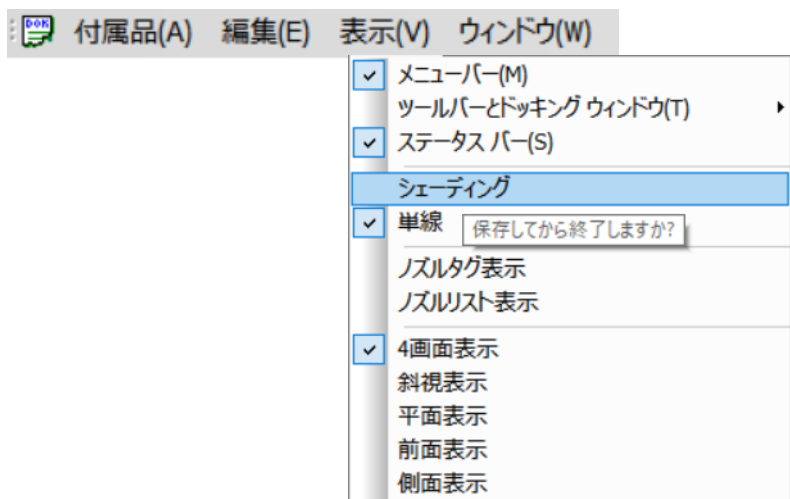 DOK 付属品(A) 編集(E) 表示(V) ウィンドウ(W)
メニューバー(M)
ツールバーとドッキング ウィンドウ(T)
ステータス バー(S)
シェーディング
単線
保存してから終了しますか?
ノズルタグ表示
ノズルリスト表示
4画面表示
斜視表示
平面表示
前面表示
側面表示